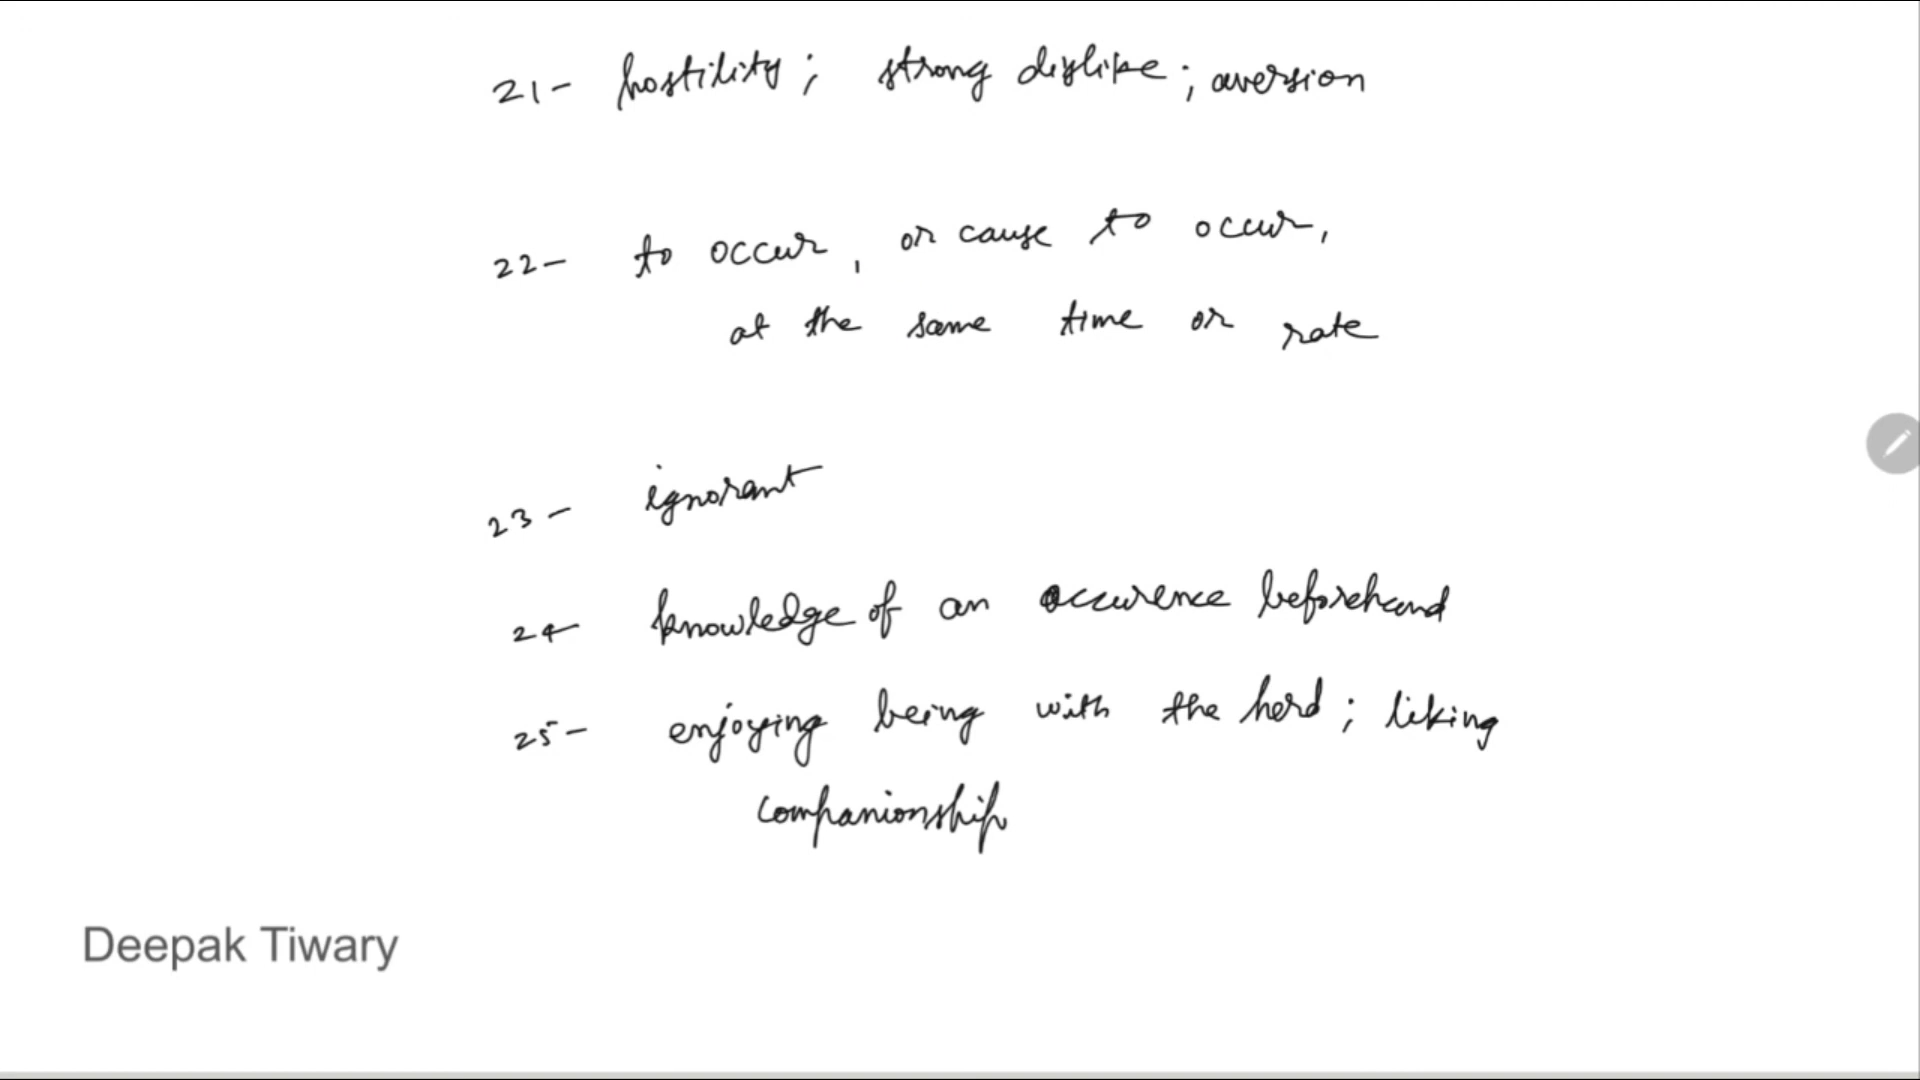 21- hostility; strong dislike; aversion
22- to occur, or cause to occur,
at the same time or rate
23- ignorant
24- knowledge of an occurence beforehand
25- enjoying being with the herd; liking
companionship
Deepak Tiwary